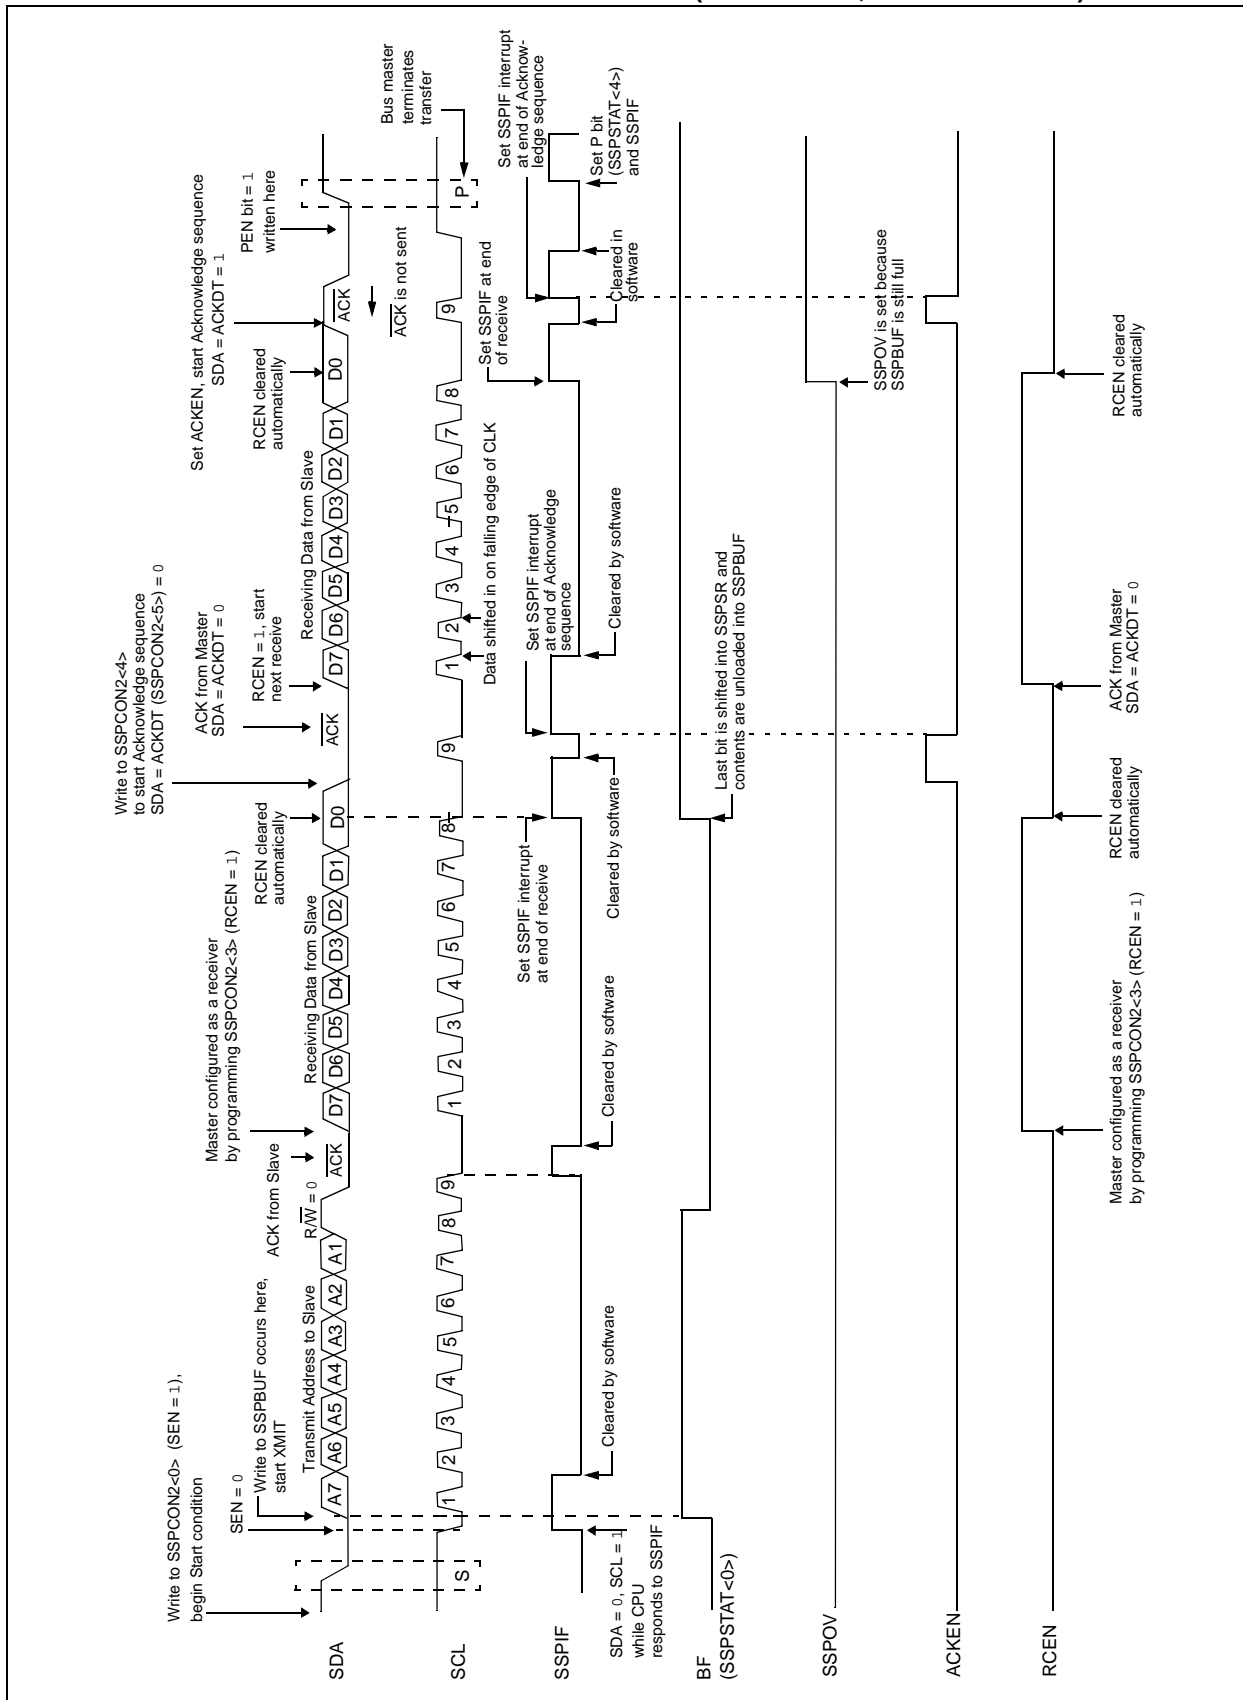 Write to SSPCON2<0> (SEN = 1),
begin Start condition
SEN = 0
Write to SSPBUF occurs here,
start XMIT
ACK from Slave
Master configured as a receiver
by programming SSPCON2<3> (RCEN = 1)
RCEN cleared
automatically
Write to SSPCON2<4>
to start Acknowledge sequence
SDA = ACKDT (SSPCON2<5>) = 0
ACK from Master
SDA = ACKDT = 0
RCEN = 1, start
next receive
RCEN cleared
automatically
Set ACKEN, start Acknowledge sequence
SDA = ACKDT = 1
PEN bit = 1
written here
Transmit Address to Slave
R/W = 0
Receiving Data from Slave
Receiving Data from Slave
SDA
A7 A6 A5 A4 A3 A2 A1
ACK
D7 D6 D5 D4 D3 D2 D1 D0
ACK
D7 D6 D5 D4 D3 D2 D1 D0
ACK
ACK is not sent
Bus master
terminates
transfer
SCL
S
1 2 3 4 5 6 7 8 9
1 2 3 4 5 6 7 8 9
1 2 3 4 5 6 7 8 9
P
Data shifted in on falling edge of CLK
Set SSPIF interrupt
at end of receive
Set SSPIF interrupt
at end of Acknowledge
sequence
Set SSPIF at end
of receive
Set SSPIF interrupt
at end of Acknow-
ledge sequence
SSPIF
SDA = 0, SCL = 1
while CPU
responds to SSPIF
Cleared by software
Cleared by software
Cleared by software
Cleared by software
Cleared in
software
Set P bit
(SSPSTAT<4>)
and SSPIF
BF
(SSPSTAT<0>)
Last bit is shifted into SSPSR and
contents are unloaded into SSPBUF
SSPOV
SSPOV is set because
SSPBUF is still full
ACKEN
RCEN
Master configured as a receiver
by programming SSPCON2<3> (RCEN = 1)
RCEN cleared
automatically
ACK from Master
SDA = ACKDT = 0
RCEN cleared
automatically